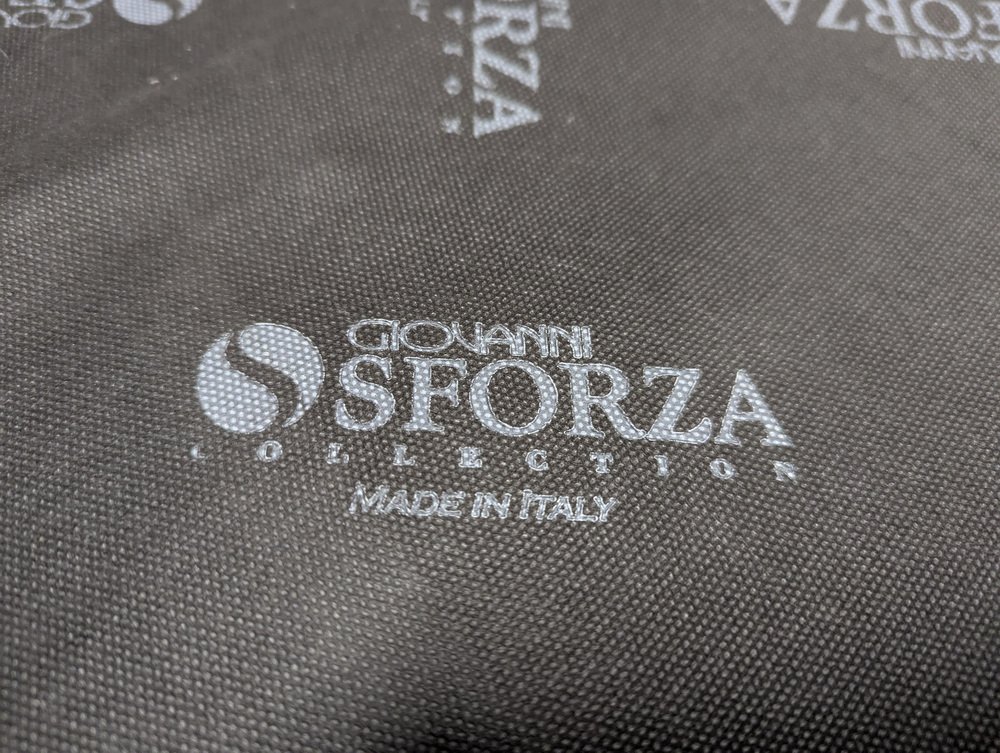 GIOVANNI
SFORZA
COLLECTION
MADE IN ITALY